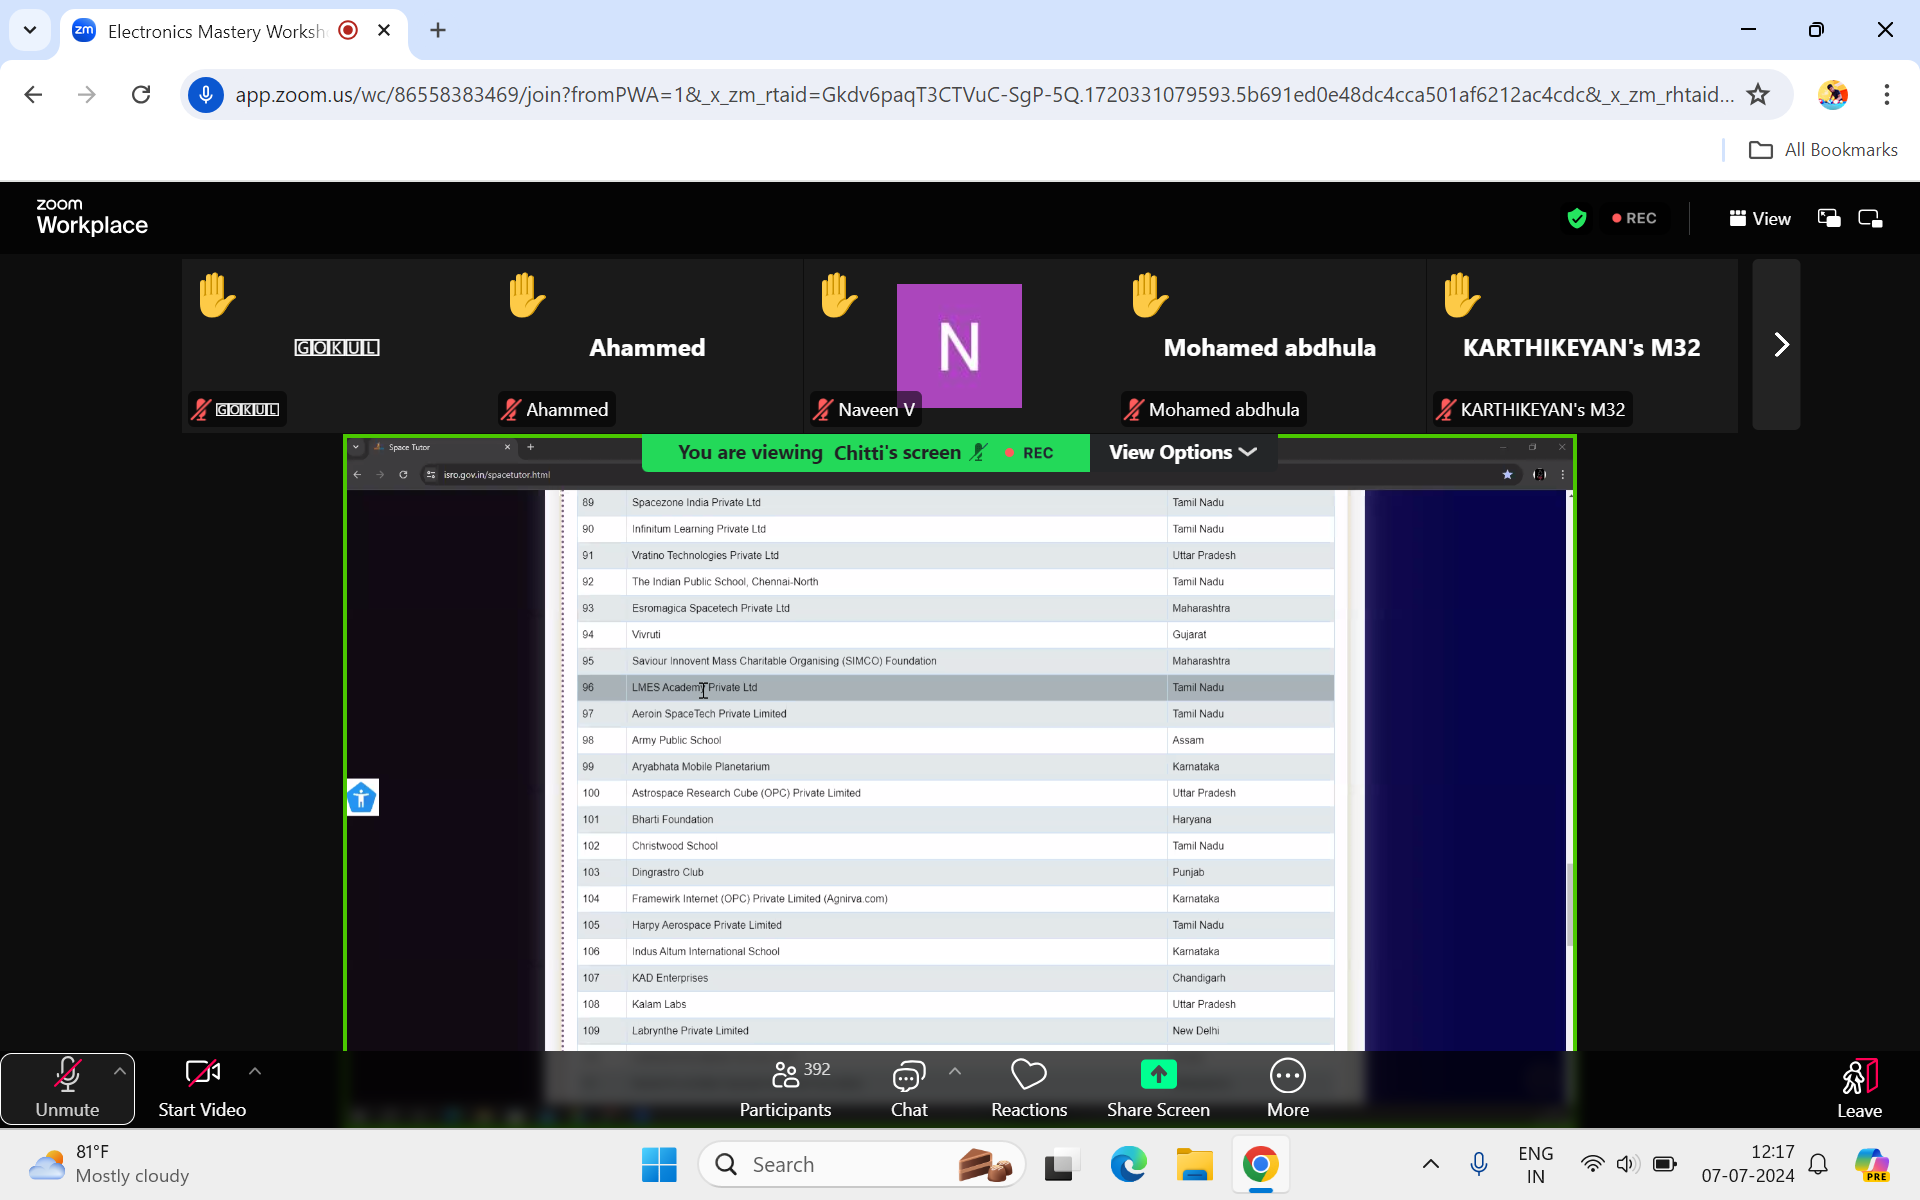 Electronics Mastery Worksh
app.zoom.us/wc/86558383469/join?fromPWA=1&_x_zm_rtaid=Gkdv6paqT3CTVuC-SgP-5Q.1720331079593.5b691ed0e48dc4cca501af6212ac4cdc&_x_zm_rhtaid...
All Bookmarks
zoom
Workplace
REC
View
GOKUL
Ahammed
N
Mohamed abdhula
KARTHIKEYAN's M32
GOKUL
Ahammed
Naveen V
Mohamed abdhula
KARTHIKEYAN's M32
Space Tutor
You are viewing Chitti's screen
REC
View Options
isro.gov.in/spacetutor.html
89 Spacezone India Private Ltd Tamil Nadu
90 Infinitum Learning Private Ltd Tamil Nadu
91 Vratino Technologies Private Ltd Uttar Pradesh
92 The Indian Public School, Chennai-North Tamil Nadu
93 Esromagica Spacetech Private Ltd Maharashtra
94 Vivruti Gujarat
95 Saviour Innovent Mass Charitable Organising (SIMCO) Foundation Maharashtra
96 LMES Academy Private Ltd Tamil Nadu
97 Aeroin SpaceTech Private Limited Tamil Nadu
98 Army Public School Assam
99 Aryabhata Mobile Planetarium Karnataka
100 Astrospace Research Cube (OPC) Private Limited Uttar Pradesh
101 Bharti Foundation Haryana
102 Christwood School Tamil Nadu
103 Dingrastro Club Punjab
104 Framewirk Internet (OPC) Private Limited (Agnirva.com) Karnataka
105 Harpy Aerospace Private Limited Tamil Nadu
106 Indus Altum International School Karnataka
107 KAD Enterprises Chandigarh
108 Kalam Labs Uttar Pradesh
109 Labrynthe Private Limited New Delhi
Unmute
Start Video
392
Participants
Chat
Reactions
Share Screen
More
Leave
81°F
Mostly cloudy
Search
ENG
IN
12:17
07-07-2024
PRE